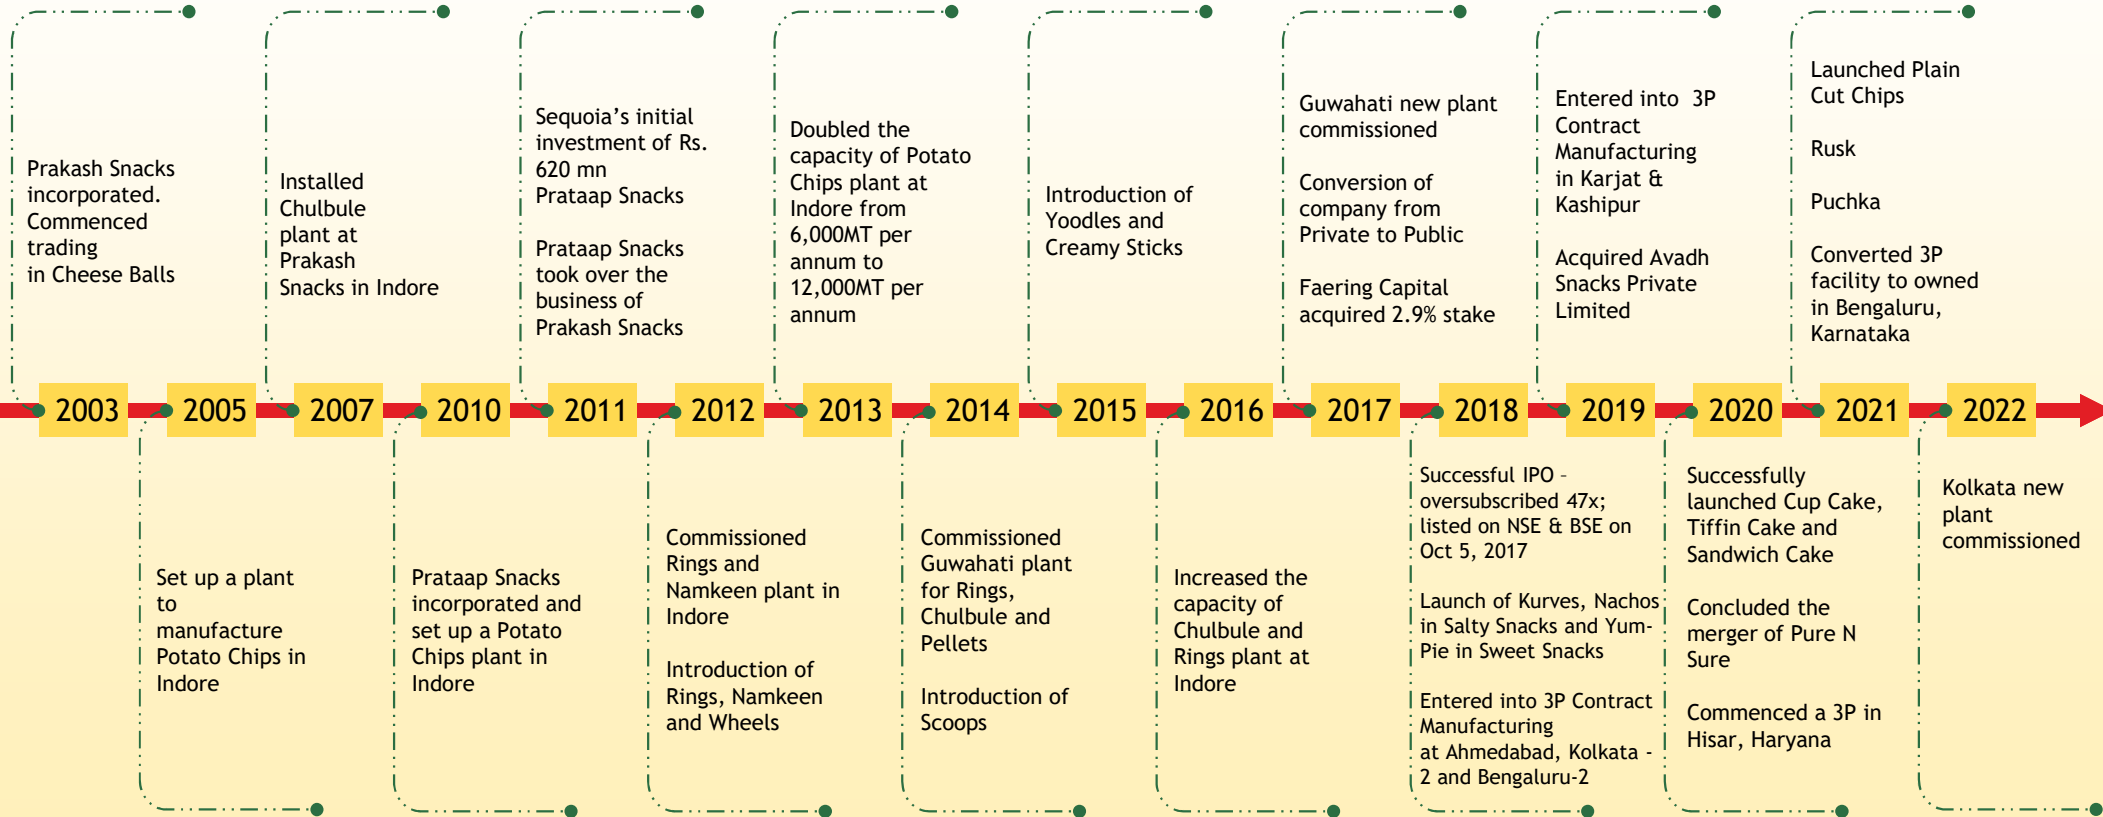 Prakash Snacks
incorporated.
Commenced
trading
in Cheese Balls
Installed
Chulbule
plant at
Prakash
Snacks in Indore
Sequoia’s initial
investment of Rs.
620 mn
Prataap Snacks
Prataap Snacks
took over the
business of
Prakash Snacks
Doubled the
capacity of Potato
Chips plant at
Indore from
6,000MT per
annum to
12,000MT per
annum
Introduction of
Yoodles and
Creamy Sticks
Guwahati new plant
commissioned
Conversion of
company from
Private to Public
Faering Capital
acquired 2.9% stake
Entered into 3P
Contract
Manufacturing
in Karjat &
Kashipur
Acquired Avadh
Snacks Private
Limited
Launched Plain
Cut Chips
Rusk
Puchka
Converted 3P
facility to owned
in Bengaluru,
Karnataka
2003 2005 2007 2010 2011 2012 2013 2014 2015 2016 2017 2018 2019 2020 2021 2022
Set up a plant
to
manufacture
Potato Chips in
Indore
Prataap Snacks
incorporated and
set up a Potato
Chips plant in
Indore
Commissioned
Rings and
Namkeen plant in
Indore
Introduction of
Rings, Namkeen
and Wheels
Commissioned
Guwahati plant
for Rings,
Chulbule and
Pellets
Introduction of
Scoops
Increased the
capacity of
Chulbule and
Rings plant at
Indore
Successful IPO –
oversubscribed 47x;
listed on NSE & BSE on
Oct 5, 2017
Launch of Kurves, Nachos
in Salty Snacks and Yum-
Pie in Sweet Snacks
Entered into 3P Contract
Manufacturing
at Ahmedabad, Kolkata -
2 and Bengaluru-2
Successfully
launched Cup Cake,
Tiffin Cake and
Sandwich Cake
Concluded the
merger of Pure N
Sure
Commenced a 3P in
Hisar, Haryana
Kolkata new
plant
commissioned